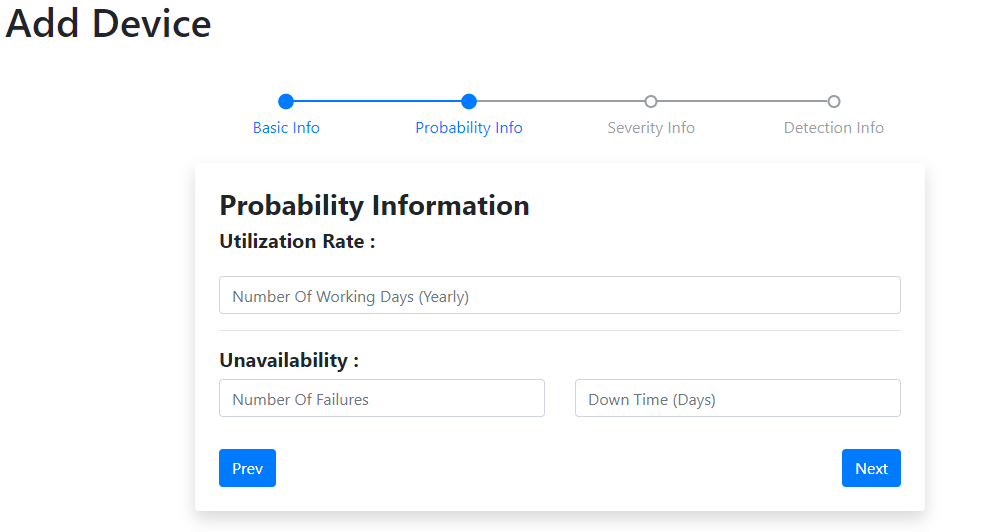 Add Device
Basic Info Probability Info Severity Info Detection Info
Probability Information
Utilization Rate :
Number Of Working Days (Yearly)
Unavailability :
Number Of Failures Down Time (Days)
Prev Next